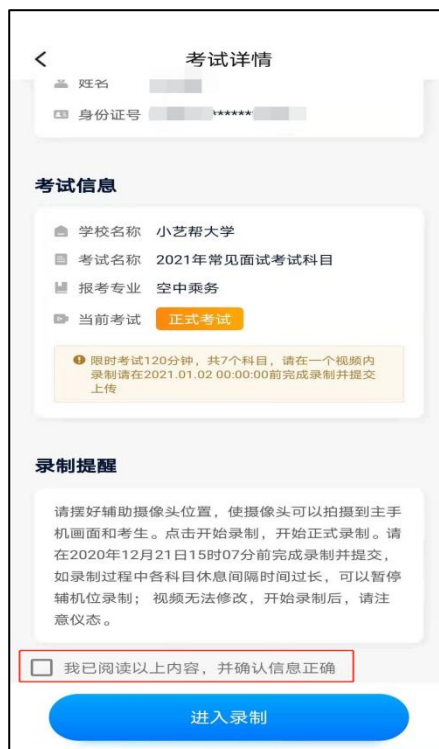 考试详情
姓名
身份证号 ******
考试信息
学校名称 小艺帮大学
考试名称 2021年常见面试考试科目
报考专业 空中乘务
当前考试 正式考试
限时考试120分钟，共7个科目，请在一个视频内
录制请在2021.01.02 00:00:00前完成录制并提交
上传
录制提醒
请摆好辅助摄像头位置，使摄像头可以拍摄到主手
机画面和考生。点击开始录制，开始正式录制。请
在2020年12月21日15时07分前完成录制并提交，
如录制过程中各科目休息间隔时间过长，可以暂停
辅机位录制； 视频无法修改，开始录制后，请注
意仪态。
我已阅读以上内容，并确认信息正确
进入录制